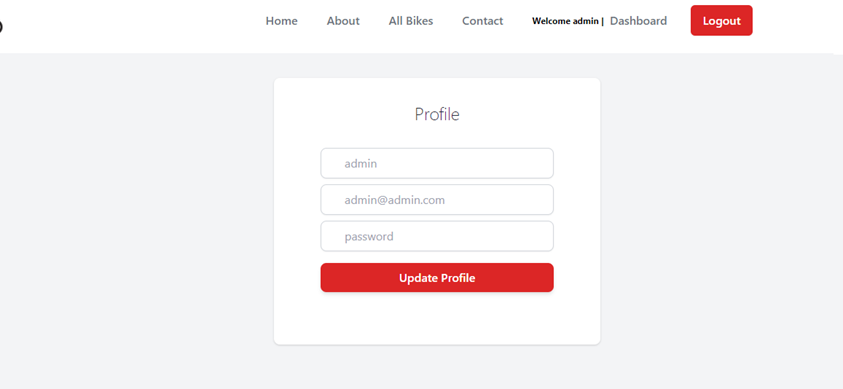 Home About All Bikes Contact Welcome admin | Dashboard Logout
Profile
admin
admin@admin.com
password
Update Profile